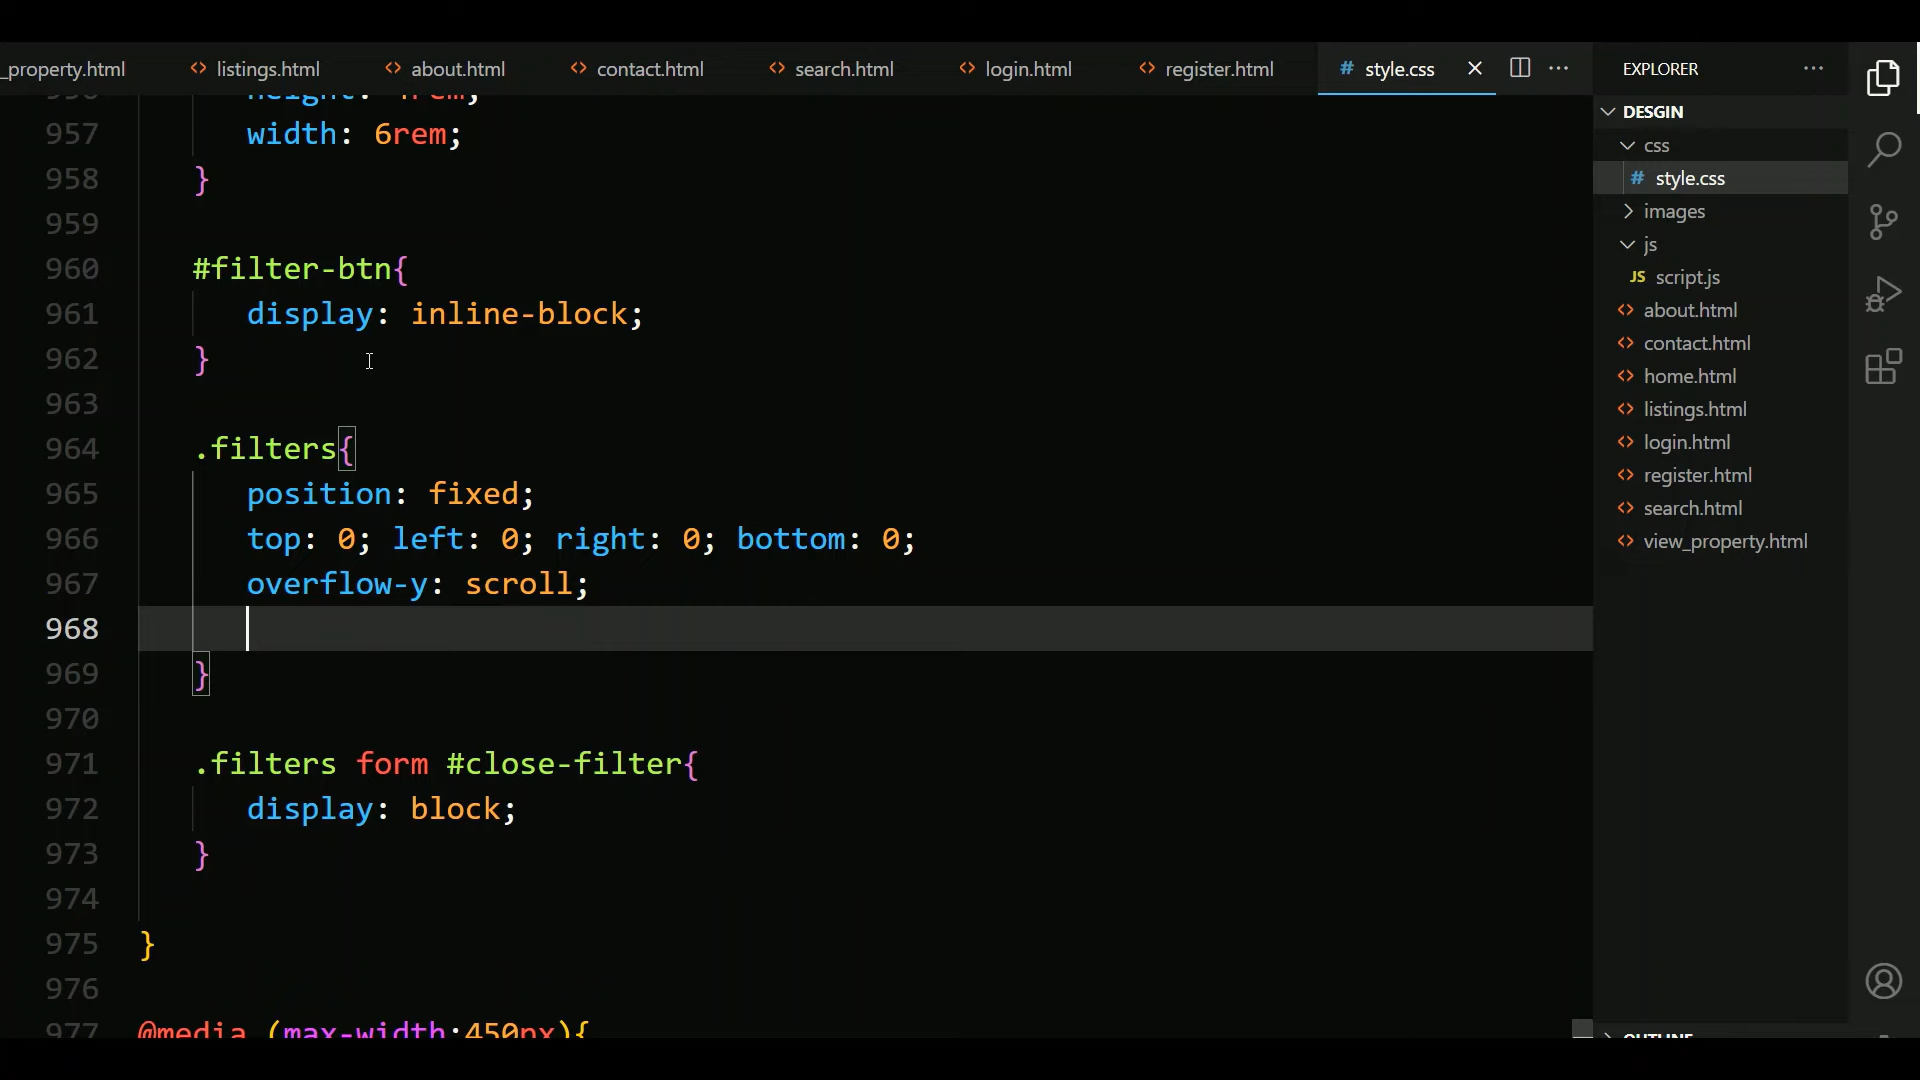 _property.html listings.html about.html contact.html search.html login.html register.html # style.css
EXPLORER
height: 4rem;
957 width: 6rem;
958 }
959
960 #filter-btn{
961 display: inline-block;
962 }
963
964 .filters{
965 position: fixed;
966 top: 0; left: 0; right: 0; bottom: 0;
967 overflow-y: scroll;
968
969 }
970
971 .filters form #close-filter{
972 display: block;
973 }
974
975 }
976
977 @media (max-width:450px){
DESGIN
css
# style.css
images
js
JS script.js
about.html
contact.html
home.html
listings.html
login.html
register.html
search.html
view_property.html
OUTLINE